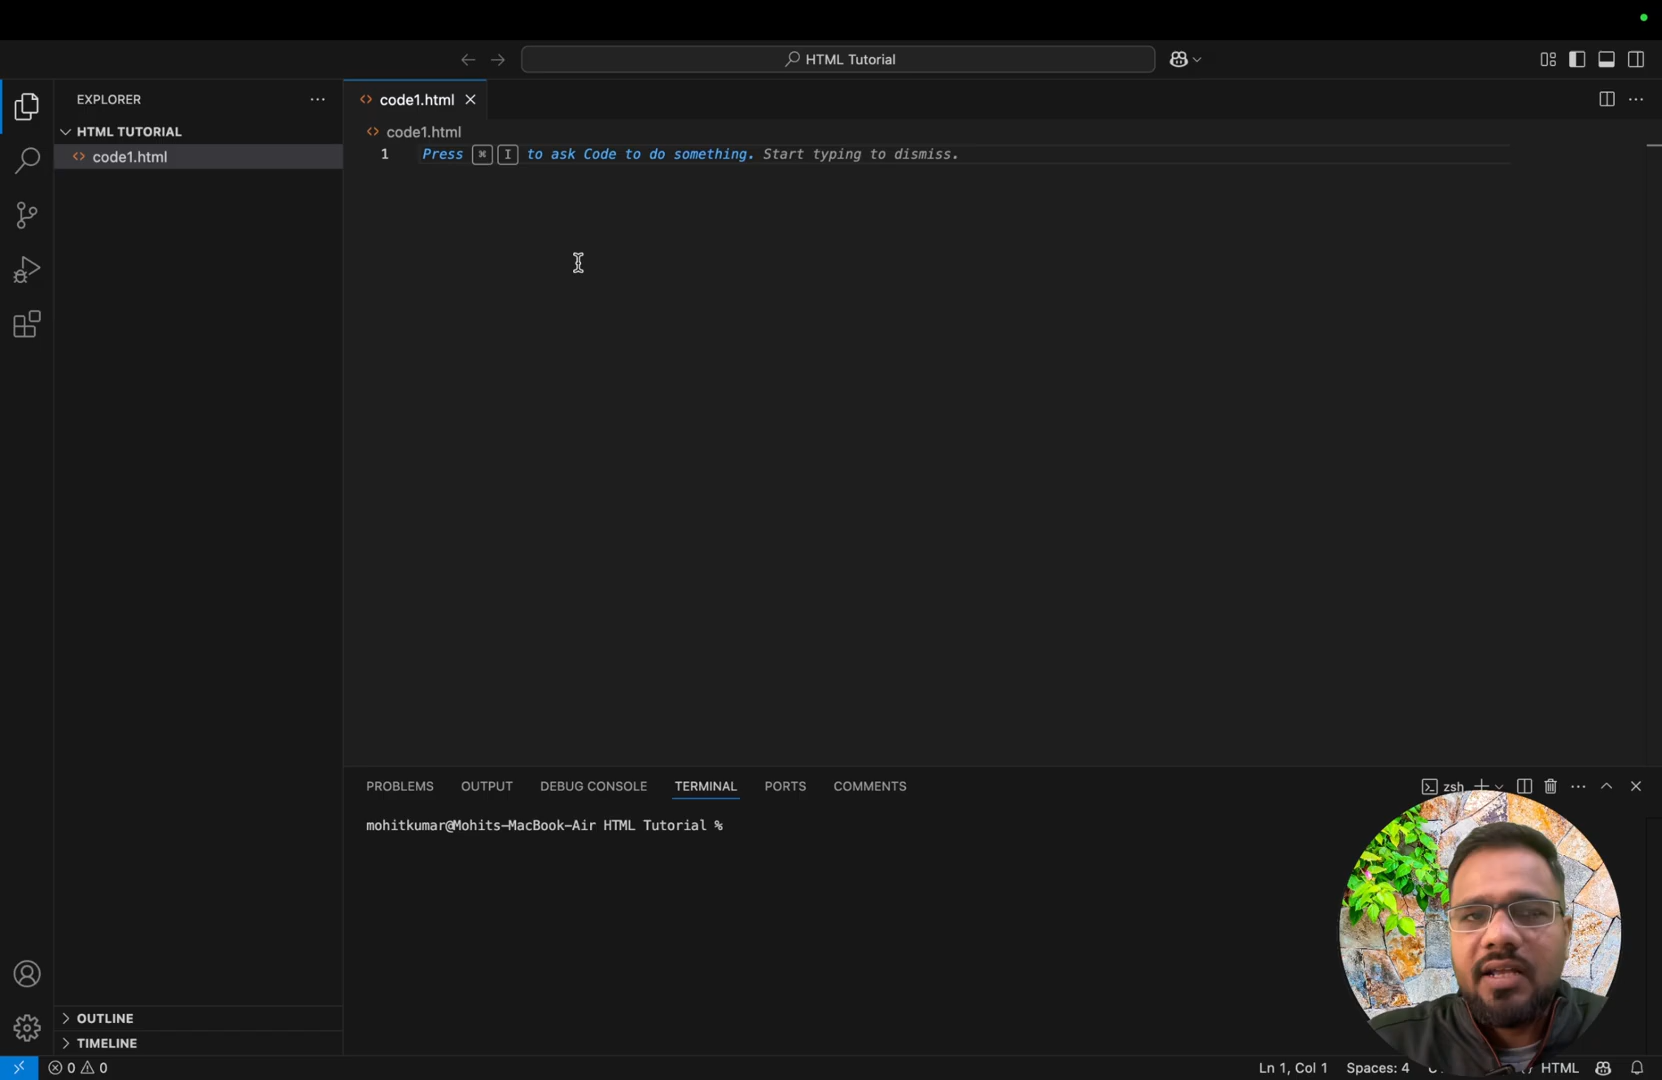 HTML Tutorial
EXPLORER
code1.html
HTML TUTORIAL
code1.html
code1.html
1 Press ⌘ I to ask Code to do something. Start typing to dismiss.
PROBLEMS OUTPUT DEBUG CONSOLE TERMINAL PORTS COMMENTS zsh
mohitkumar@Mohits-MacBook-Air HTML Tutorial %
OUTLINE
TIMELINE
0 0 Ln 1, Col 1 Spaces: 4 HTML